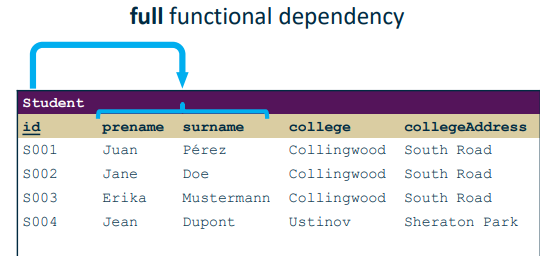 full functional dependency
Student
id prename surname college collegeAddress
S001 Juan Pérez Collingwood South Road
S002 Jane Doe Collingwood South Road
S003 Erika Mustermann Collingwood South Road
S004 Jean Dupont Ustinov Sheraton Park